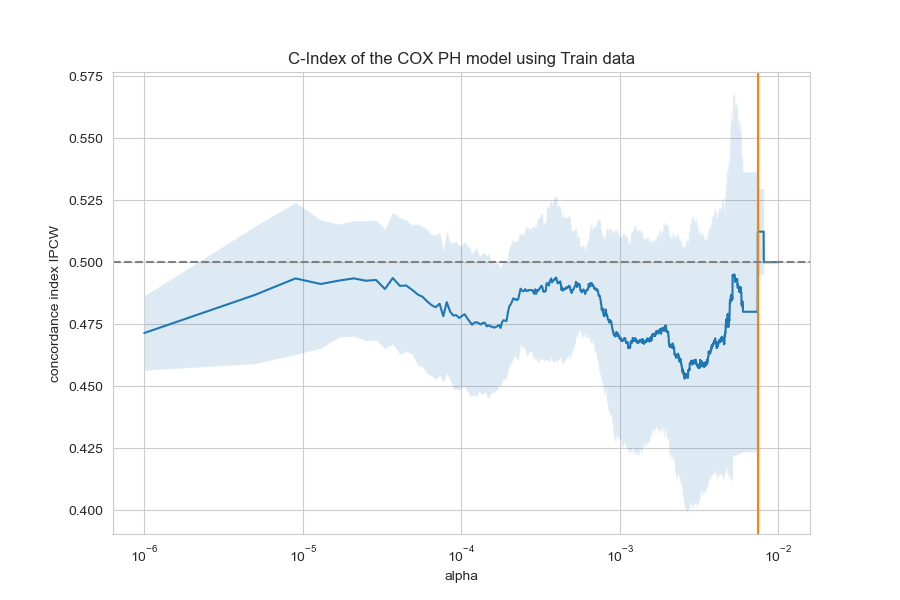 C-Index of the COX PH model using Train data
concordance index IPCW
0.575
0.550
0.525
0.500
0.475
0.450
0.425
0.400
10⁻⁶ 10⁻⁵ 10⁻⁴ 10⁻³ 10⁻²
alpha